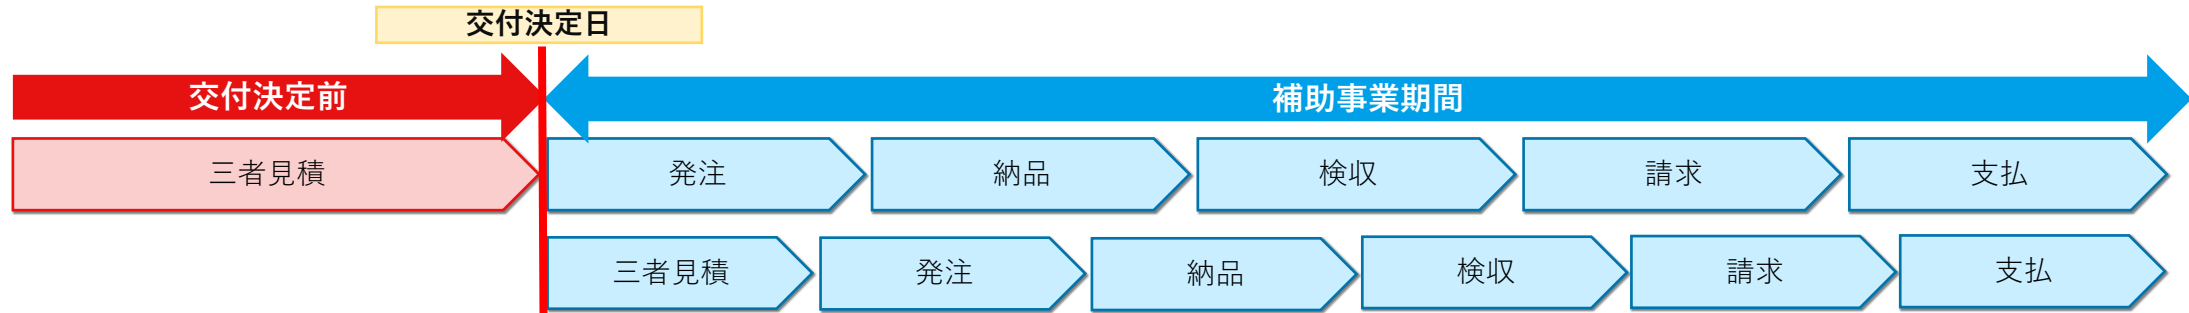 交付決定日
交付決定前
補助事業期間
三者見積
発注
納品
検収
請求
支払
三者見積
発注
納品
検収
請求
支払